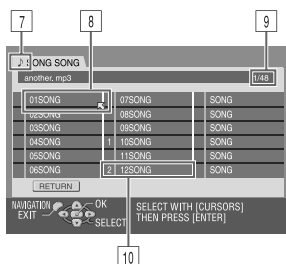 7
8
9
♪ SONG SONG
another, mp3
1/48
01SONG 07SONG SONG
02SONG 08SONG SONG
03SONG 09SONG SONG
04SONG 1 10SONG SONG
05SONG 11SONG SONG
06SONG 2 12SONG SONG
RETURN
NAVIGATION OK SELECT WITH [CURSORS]
EXIT SELECT THEN PRESS [ENTER]
10